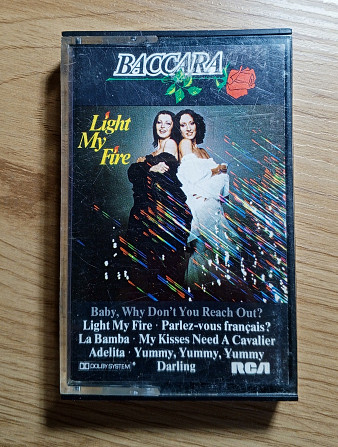 BACCARA
Light
My
Fire
Baby, Why Don't You Reach Out?
Light My Fire · Parlez-vous français?
La Bamba · My Kisses Need A Cavalier
Adelita · Yummy, Yummy, Yummy
Darling
DOLBY SYSTEM
RCA